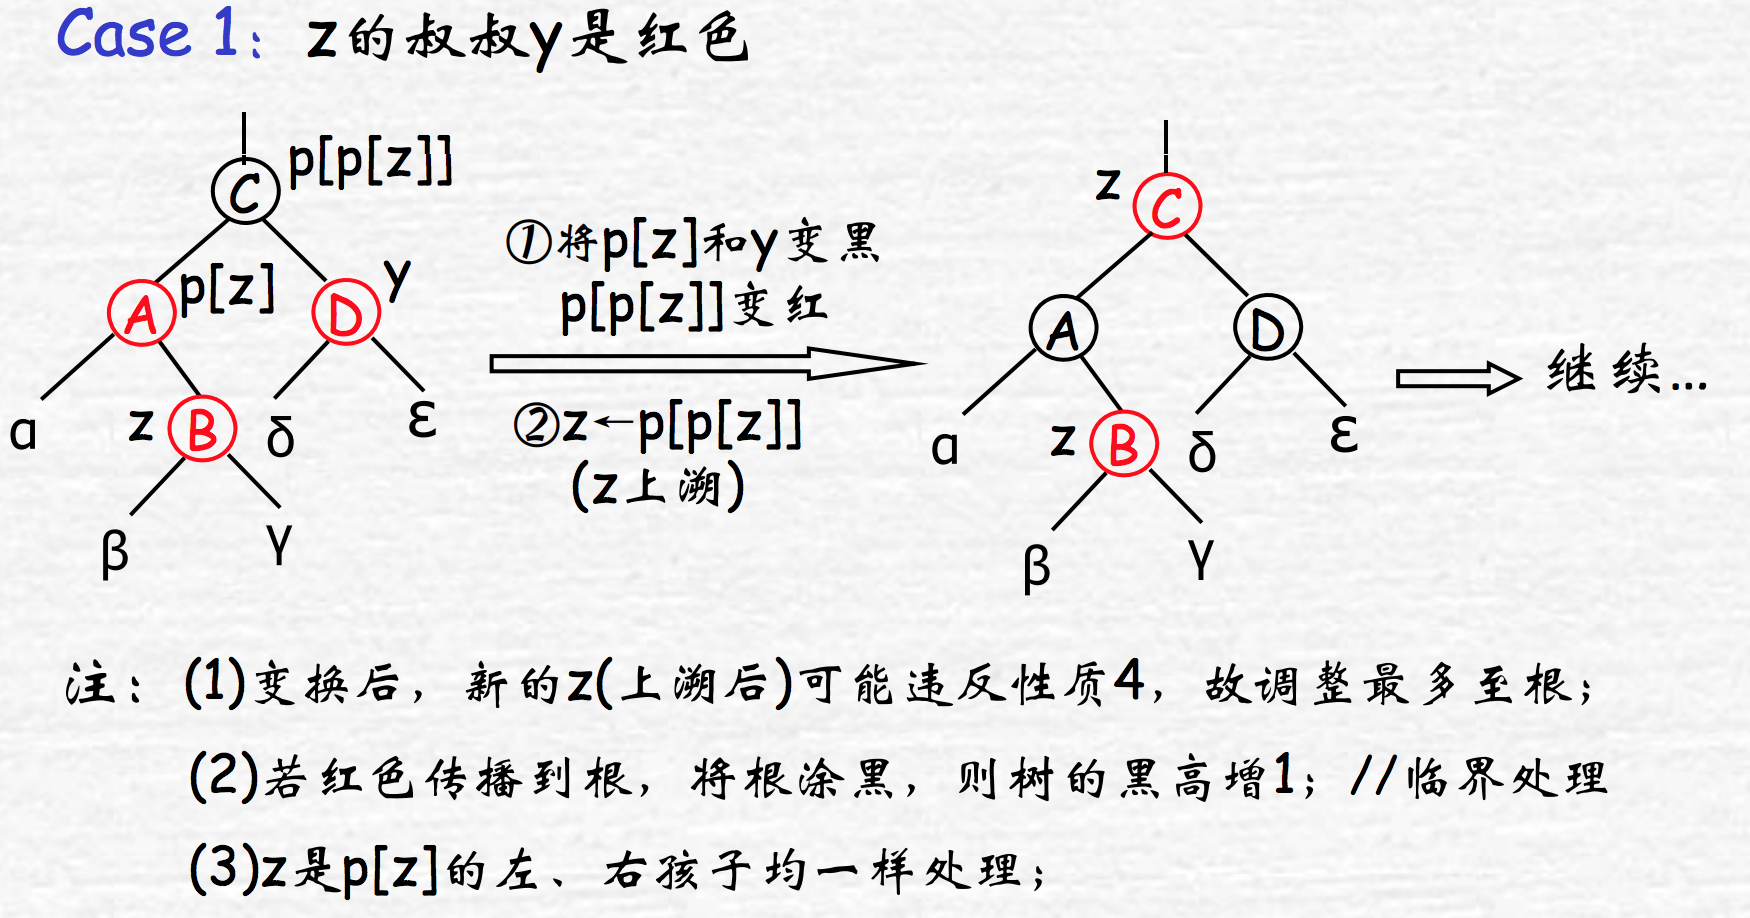 Case 1: z的叔叔y是红色
C p[p[z]]
A p[z] D y
α z B δ ε
β γ
①将p[z]和y变黑
p[p[z]]变红
②z←p[p[z]]
(z上溯)
z C
A D
α z B δ ε
β γ
继续...
注：(1)变换后，新的z(上溯后)可能违反性质4，故调整最多至根；
(2)若红色传播到根，将根涂黑，则树的黑高增1；//临界处理
(3)z是p[z]的左、右孩子均一样处理；